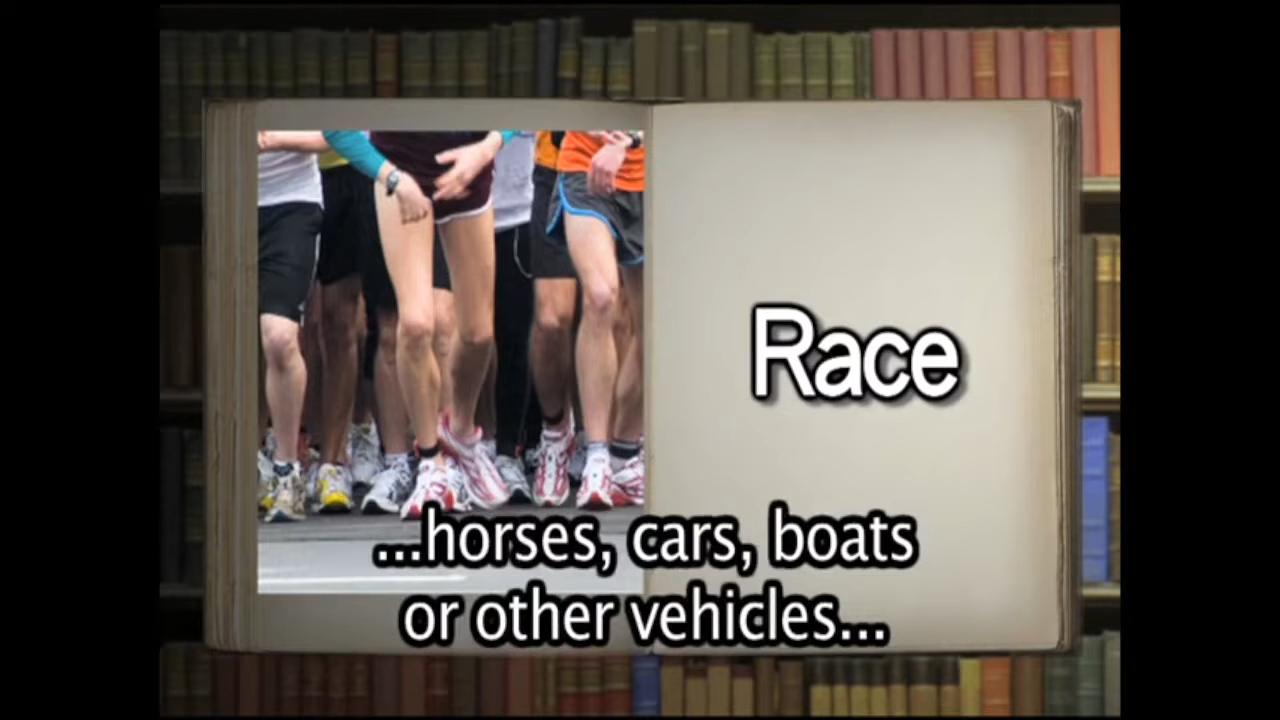 Race
...horses, cars, boats
or other vehicles...